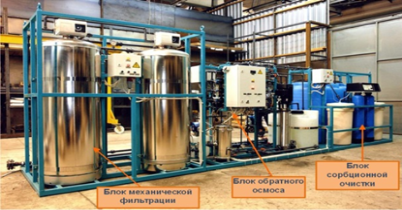 Блок механической
фильтрации
Блок обратного
осмоса
Блок
сорбционной
очистки